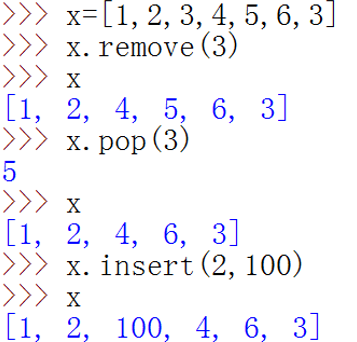 >>> x=[1,2,3,4,5,6,3]
>>> x.remove(3)
>>> x
[1, 2, 4, 5, 6, 3]
>>> x.pop(3)
5
>>> x
[1, 2, 4, 6, 3]
>>> x.insert(2,100)
>>> x
[1, 2, 100, 4, 6, 3]